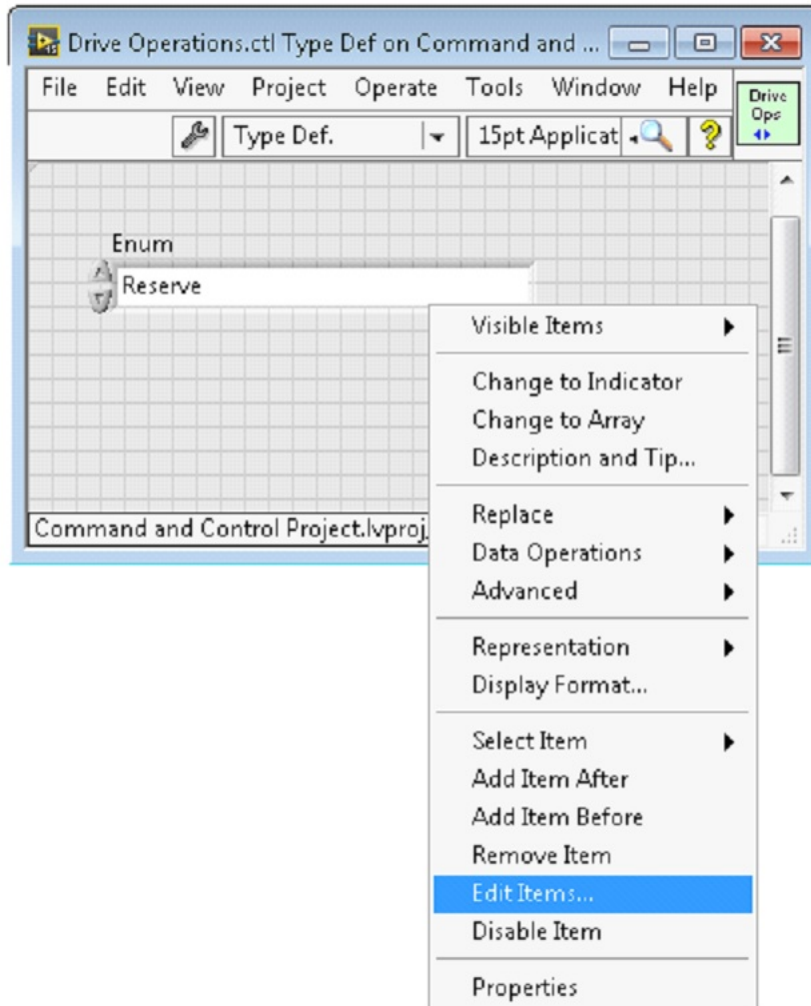 Drive Operations.ctl Type Def on Command and ...
File Edit View Project Operate Tools Window Help
Drive
Ops
Type Def.
15pt Applicat
?
Enum
Reserve
Visible Items
Change to Indicator
Change to Array
Description and Tip...
Replace
Data Operations
Advanced
Command and Control Project.lvproj
Representation
Display Format...
Select Item
Add Item After
Add Item Before
Remove Item
Edit Items...
Disable Item
Properties